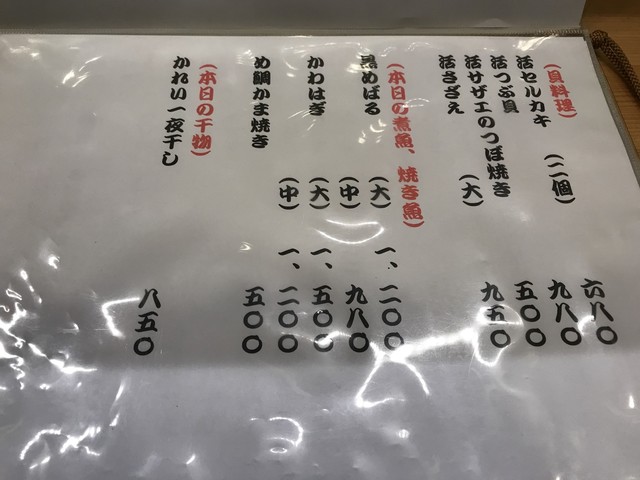 (貝料理)
活セルカキ (二個) 六八〇
活つぶ貝 九八〇
活サザエのつぼ焼き 五〇〇
活さざえ (大) 九五〇
(本日の煮魚、焼き魚)
黒めばる (大) 一、二〇〇
(中) 九八〇
かわはぎ (大) 一、五〇〇
(中) 一、二〇〇
め鯛かま焼き 五〇〇
(本日の干物)
かれい一夜干し 八五〇